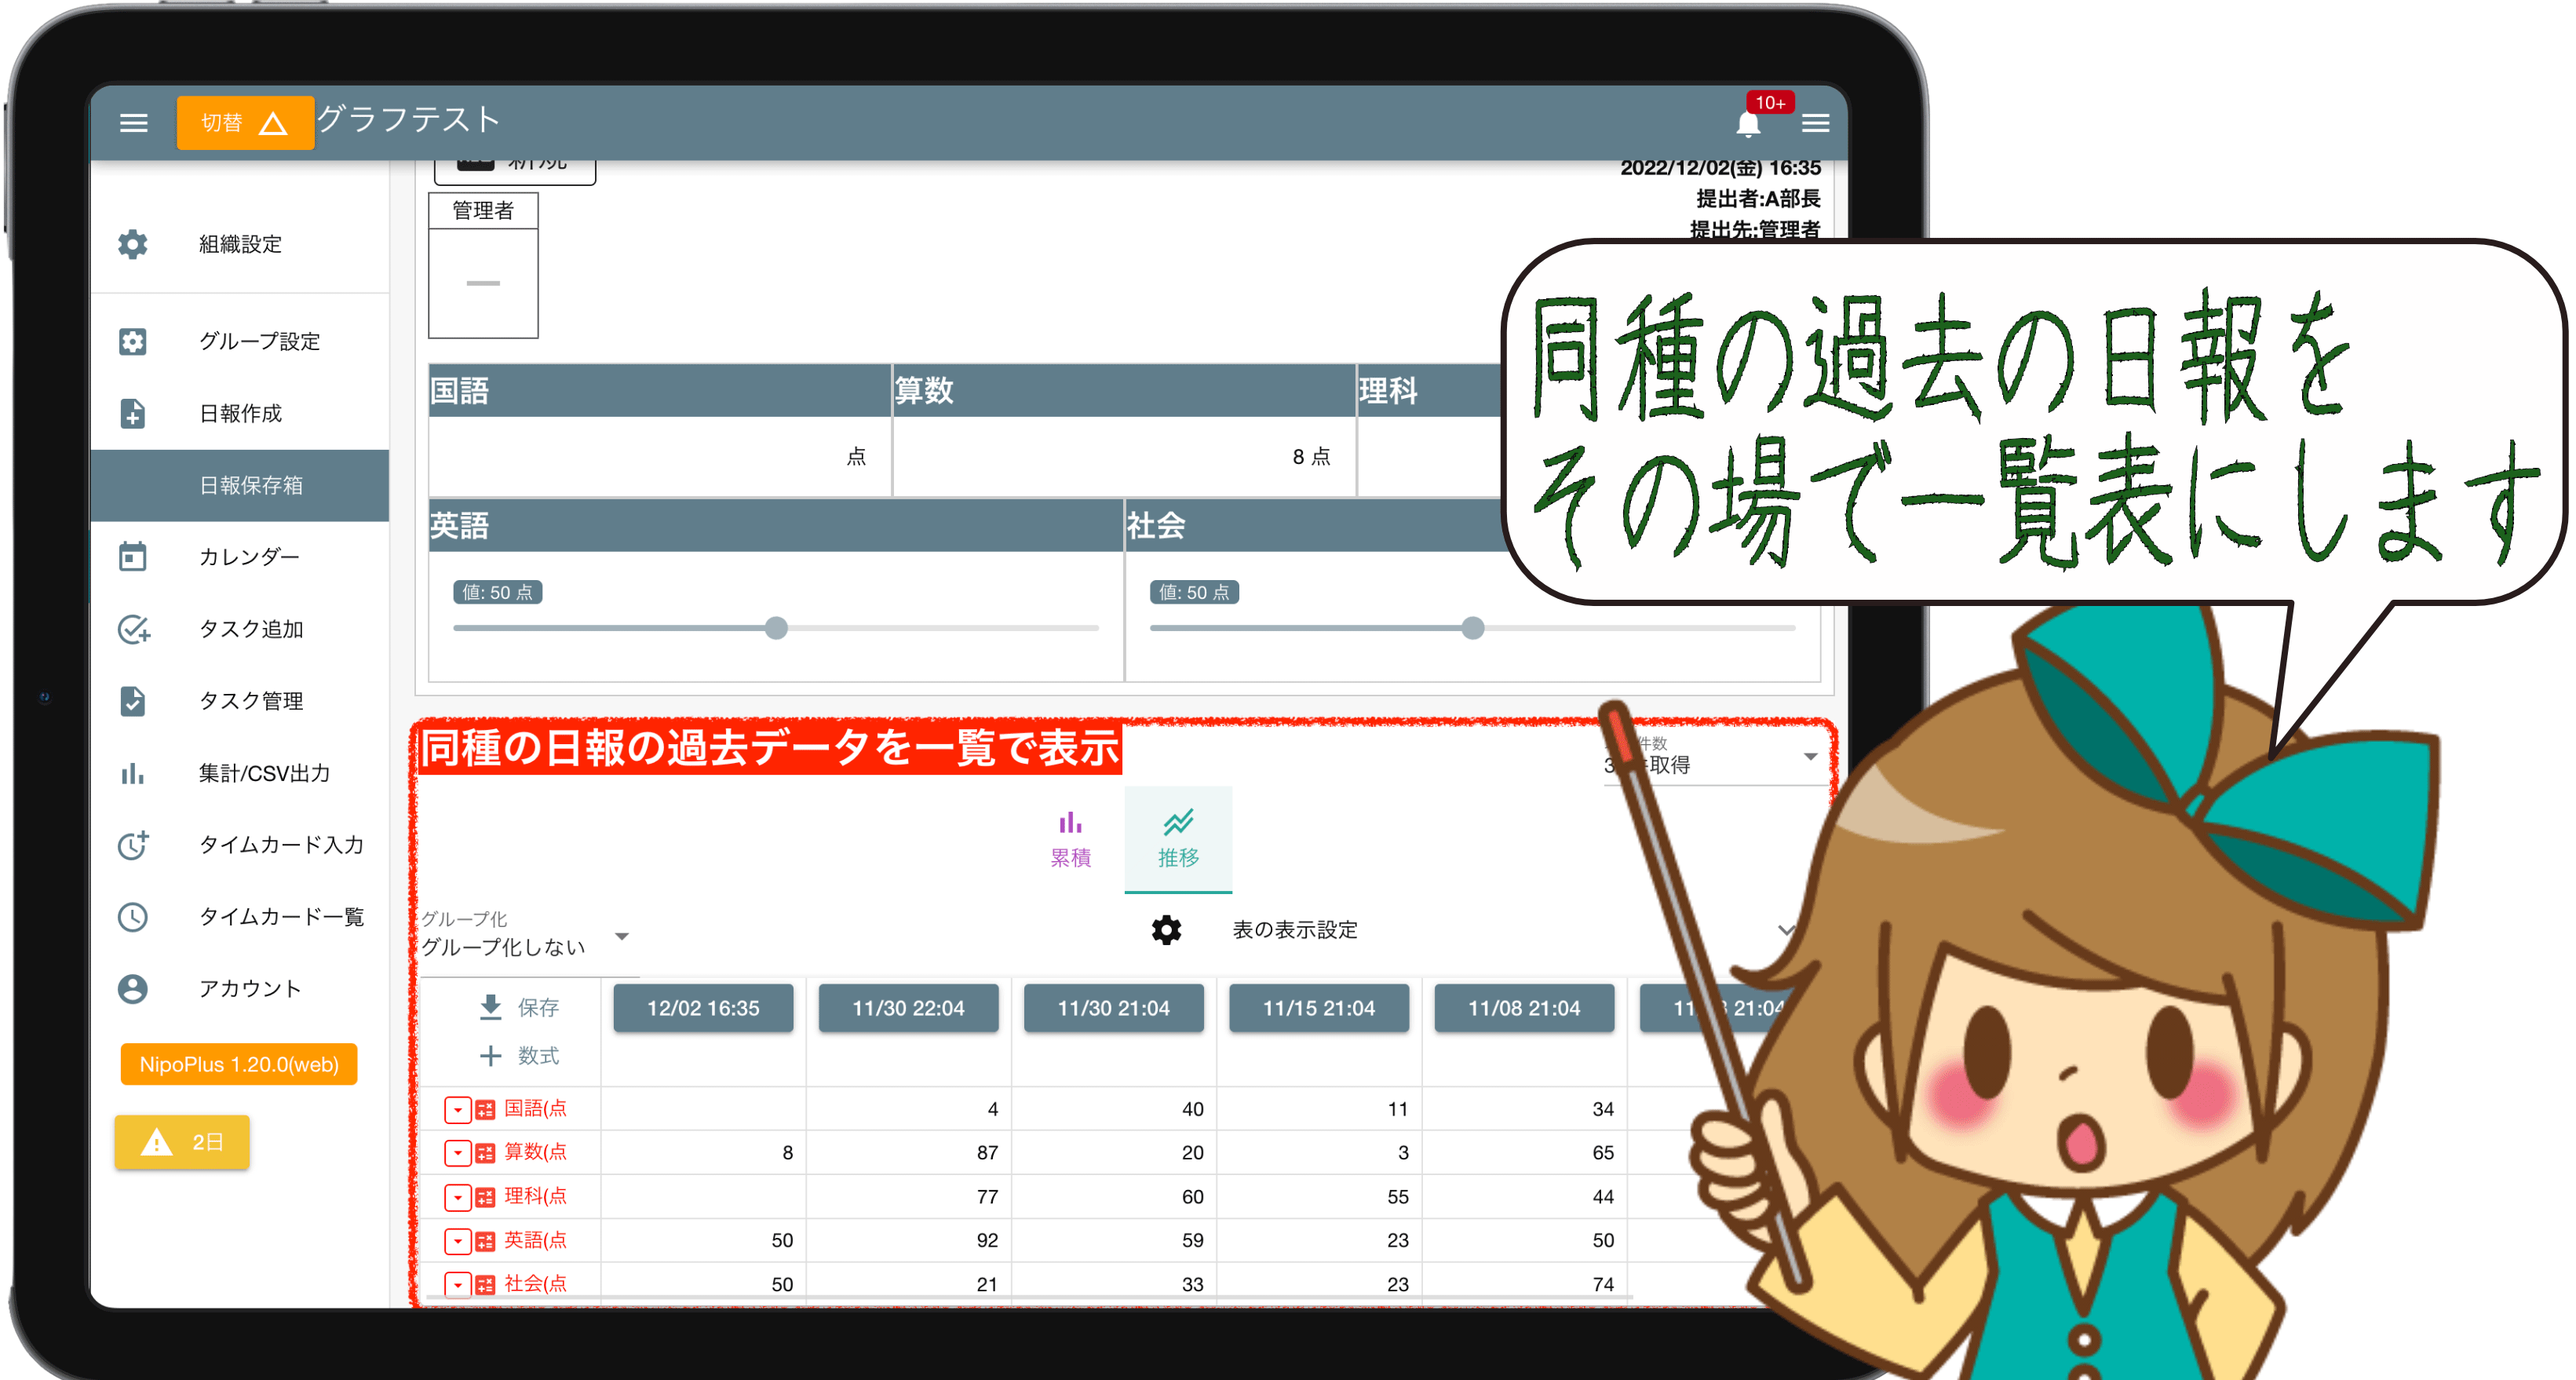 切替 グラフテスト 10+
2022/12/02(金) 16:35
提出者:A部長
提出先:管理者
管理者
組織設定
グループ設定
日報作成
日報保存箱
カレンダー
タスク追加
タスク管理
集計/CSV出力
タイムカード入力
タイムカード一覧
アカウント
NipoPlus 1.20.0(web)
2日
国語 算数 理科
点 8 点
英語 社会
値: 50 点 値: 50 点
同種の過去の日報を
その場で一覧表にします
同種の日報の過去データを一覧で表示
件数
取得
累積 推移
グループ化
グループ化しない
表の表示設定
保存 12/02 16:35 11/30 22:04 11/30 21:04 11/15 21:04 11/08 21:04 21:04
数式
国語(点 4 40 11 34
算数(点 8 87 20 3 65
理科(点 77 60 55 44
英語(点 50 92 59 23 50
社会(点 50 21 33 23 74